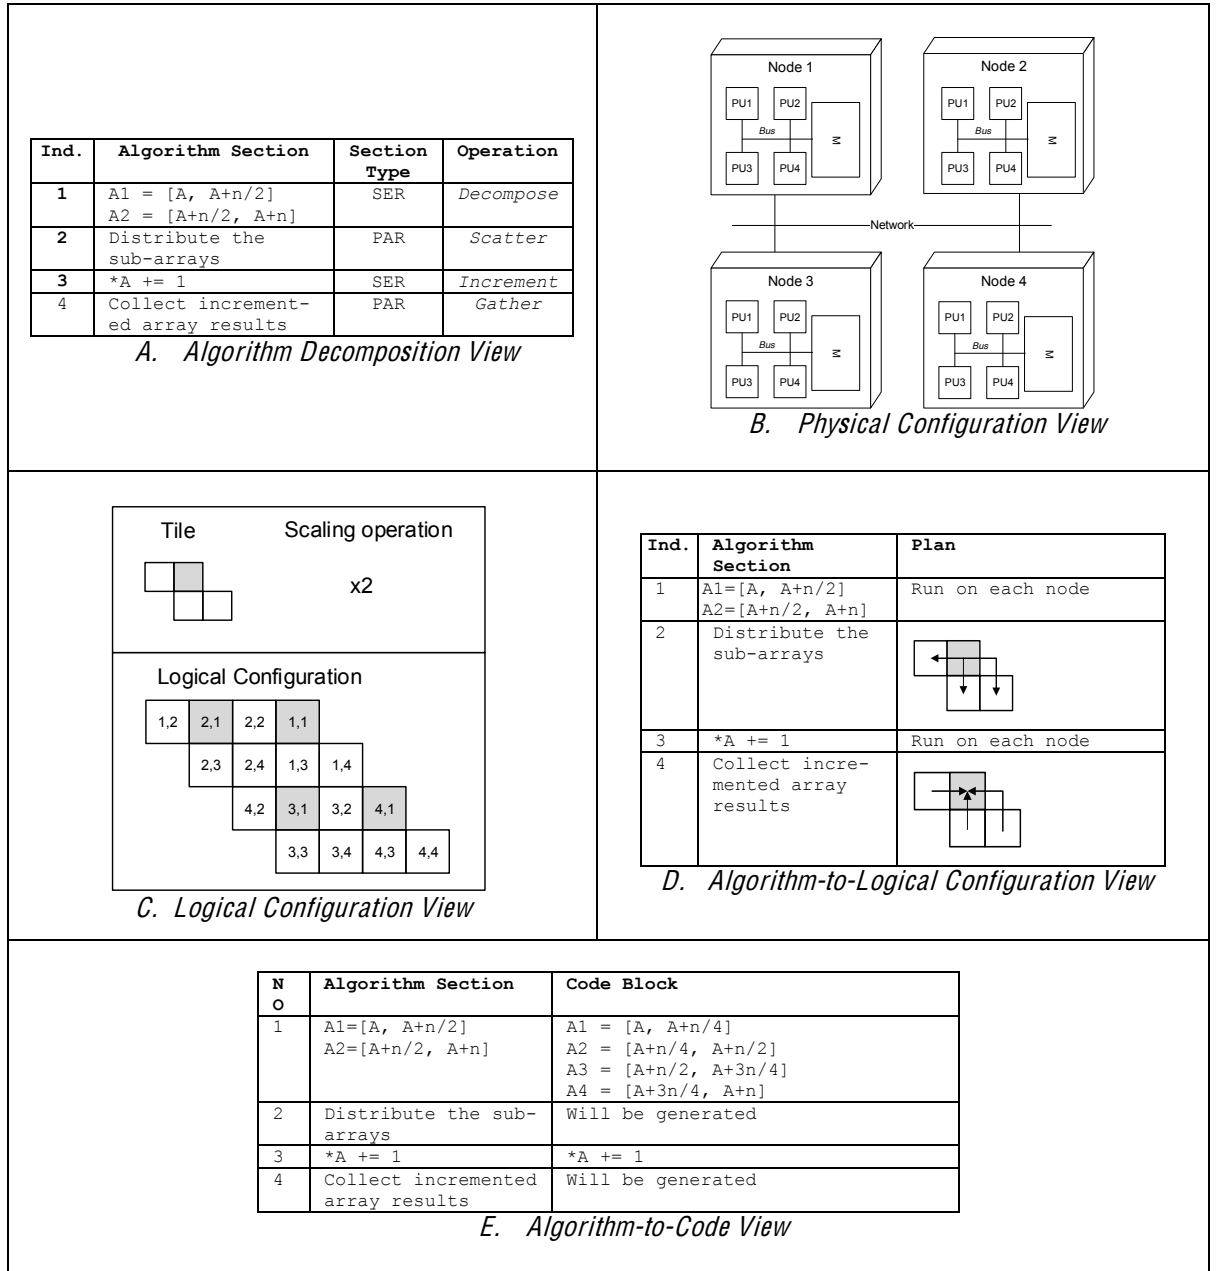 Ind. Algorithm Section Section Operation
Type
1 A1 = [A, A+n/2] SER Decompose
A2 = [A+n/2, A+n]
2 Distribute the PAR Scatter
sub-arrays
3 *A += 1 SER Increment
4 Collect increment- PAR Gather
ed array results
A. Algorithm Decomposition View
Node 1
PU1 PU2
Bus
M
PU3 PU4
Node 2
PU1 PU2
Bus
M
PU3 PU4
Network
Node 3
PU1 PU2
Bus
M
PU3 PU4
Node 4
PU1 PU2
Bus
M
PU3 PU4
B. Physical Configuration View
Tile Scaling operation
x2
Logical Configuration
1,2 2,1 2,2 1,1
2,3 2,4 1,3 1,4
4,2 3,1 3,2 4,1
3,3 3,4 4,3 4,4
C. Logical Configuration View
Ind. Algorithm Plan
Section
1 A1=[A, A+n/2] Run on each node
A2=[A+n/2, A+n]
2 Distribute the
sub-arrays
3 *A += 1 Run on each node
4 Collect incre-
mented array
results
D. Algorithm-to-Logical Configuration View
N Algorithm Section Code Block
O
1 A1=[A, A+n/2] A1 = [A, A+n/4]
A2=[A+n/2, A+n] A2 = [A+n/4, A+n/2]
A3 = [A+n/2, A+3n/4]
A4 = [A+3n/4, A+n]
2 Distribute the sub- Will be generated
arrays
3 *A += 1 *A += 1
4 Collect incremented Will be generated
array results
E. Algorithm-to-Code View